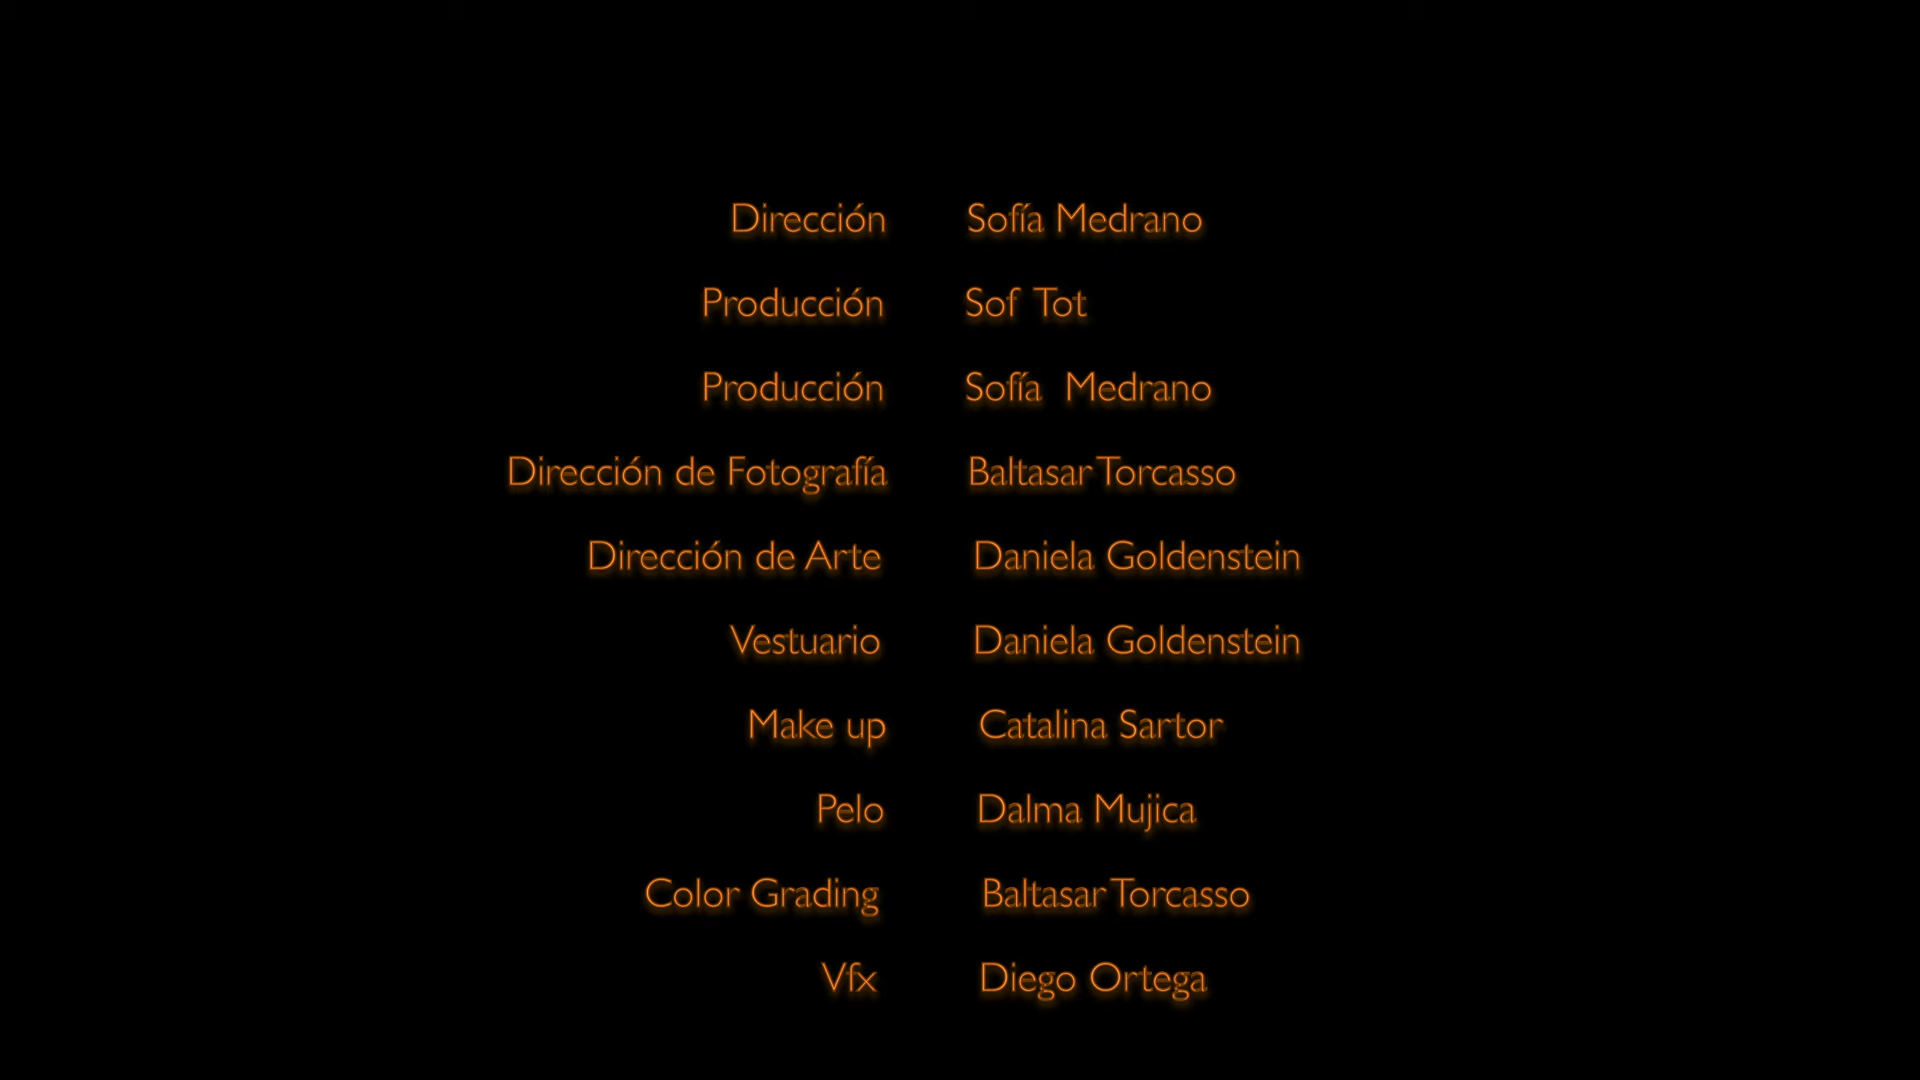 Dirección Sofía Medrano
Producción Sof Tot
Producción Sofía Medrano
Dirección de Fotografía Baltasar Torcasso
Dirección de Arte Daniela Goldenstein
Vestuario Daniela Goldenstein
Make up Catalina Sartor
Pelo Dalma Mujica
Color Grading Baltasar Torcasso
Vfx Diego Ortega